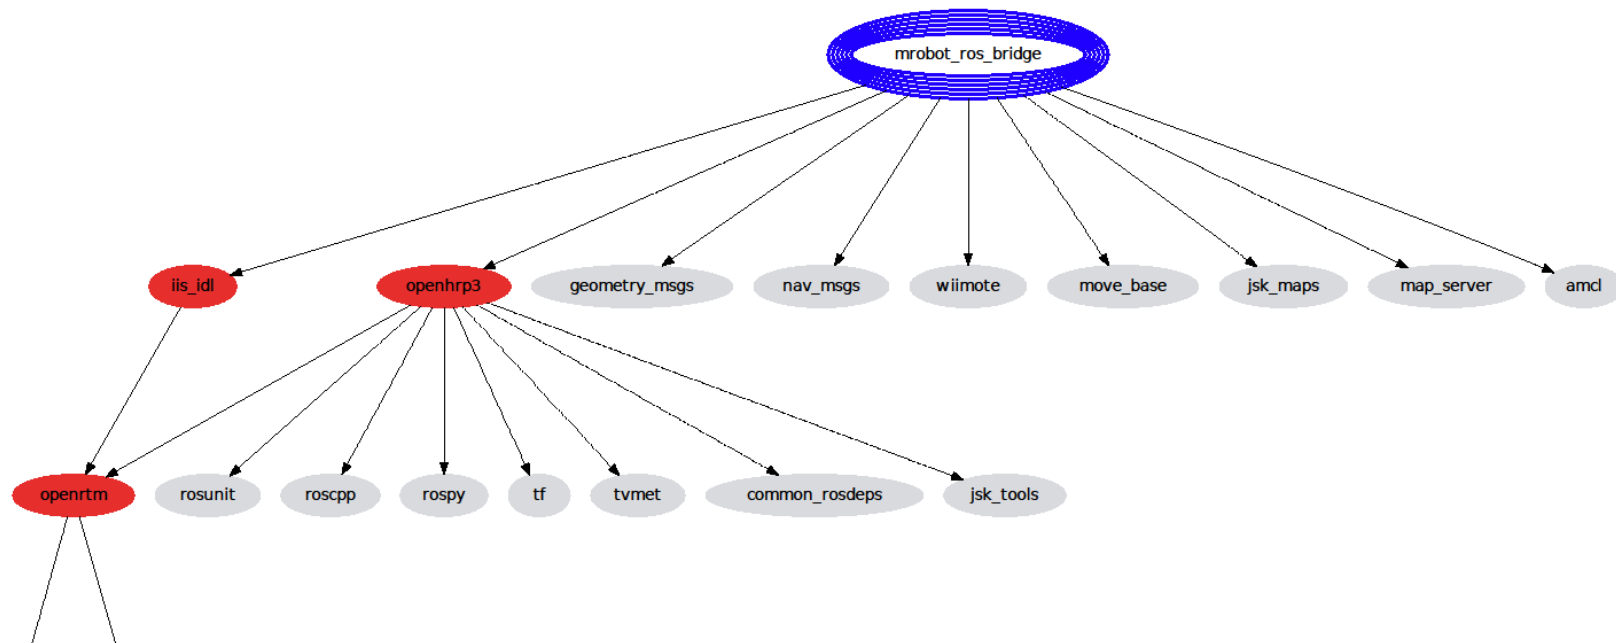 mrobot_ros_bridge
iis_idl
openhrp3
geometry_msgs
nav_msgs
wiimote
move_base
jsk_maps
map_server
amcl
openrtm
rosunit
roscpp
rospy
tf
tvmet
common_rosdeps
jsk_tools